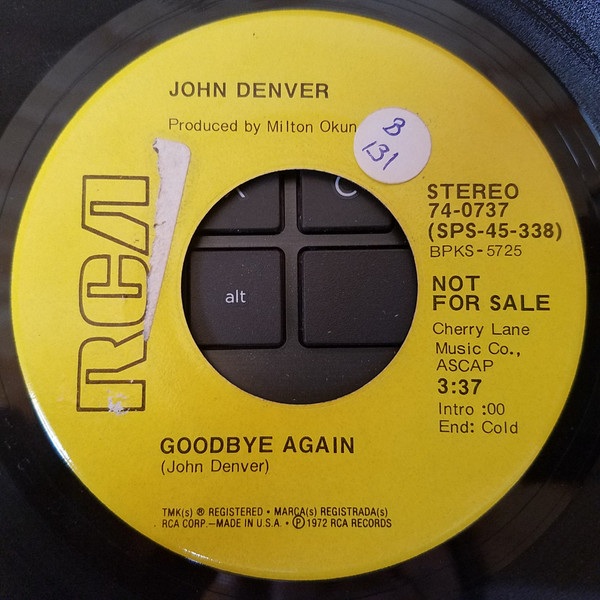 JOHN DENVER
Produced by Milton Okun
B
131
RCA
STEREO
74-0737
(SPS-45-338)
BPKS-5725
NOT
FOR SALE
Cherry Lane
Music Co.,
ASCAP
3:37
Intro :00
End: Cold
C
alt
GOODBYE AGAIN
(John Denver)
TMK(s) ® REGISTERED • MARCA(s) REGISTRADA(s)
RCA CORP.—MADE IN U.S.A. • ℗ 1972 RCA RECORDS